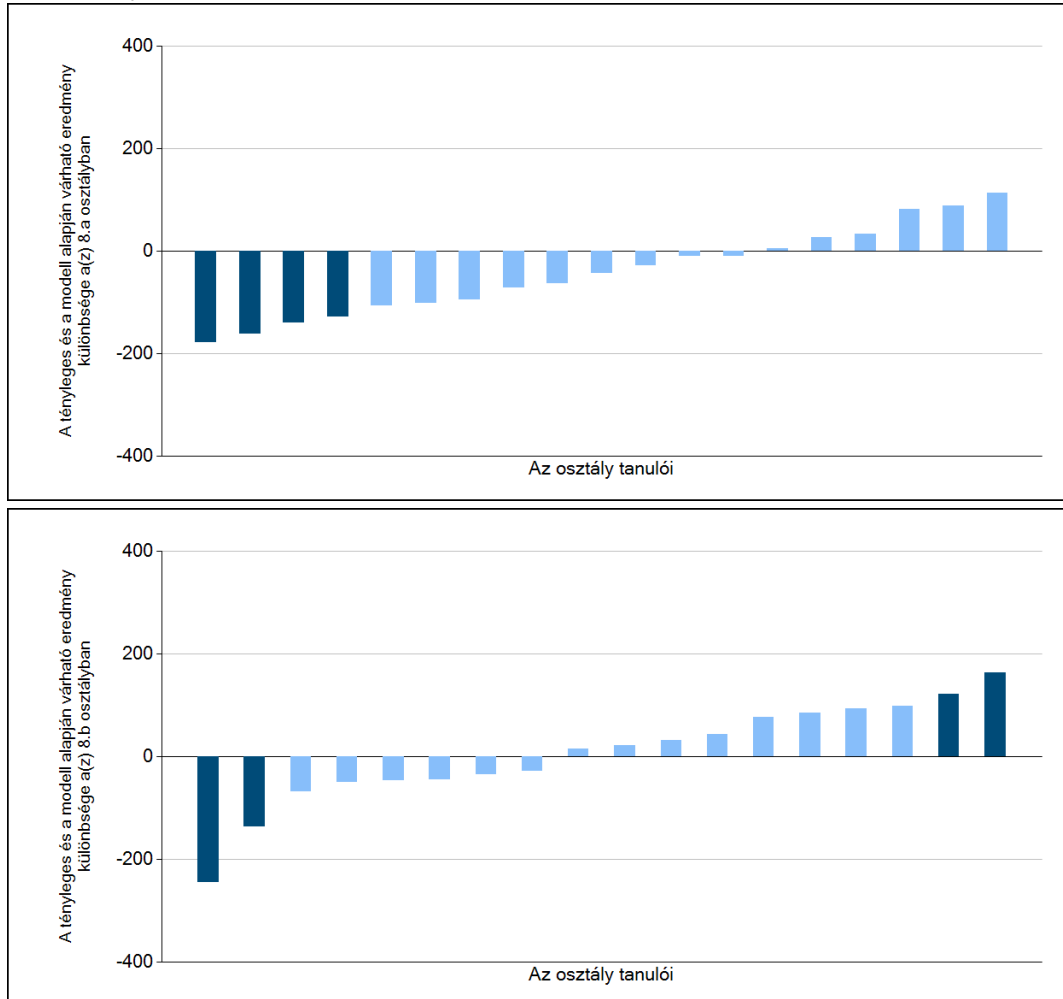 A tényleges és a modell alapján várható eredmény
különbsége a(z) 8.a osztályban
400
200
0
-200
-400
Az osztály tanulói
A tényleges és a modell alapján várható eredmény
különbsége a(z) 8.b osztályban
400
200
0
-200
-400
Az osztály tanulói